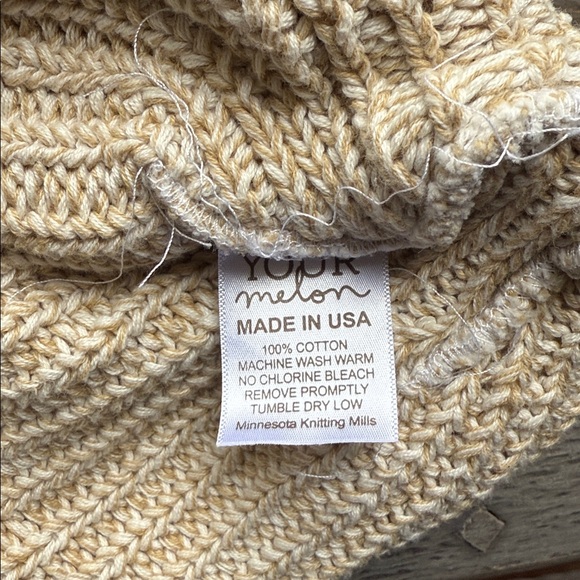 YOUR
melon
MADE IN USA
100% COTTON
MACHINE WASH WARM
NO CHLORINE BLEACH
REMOVE PROMPTLY
TUMBLE DRY LOW
Minnesota Knitting Mills